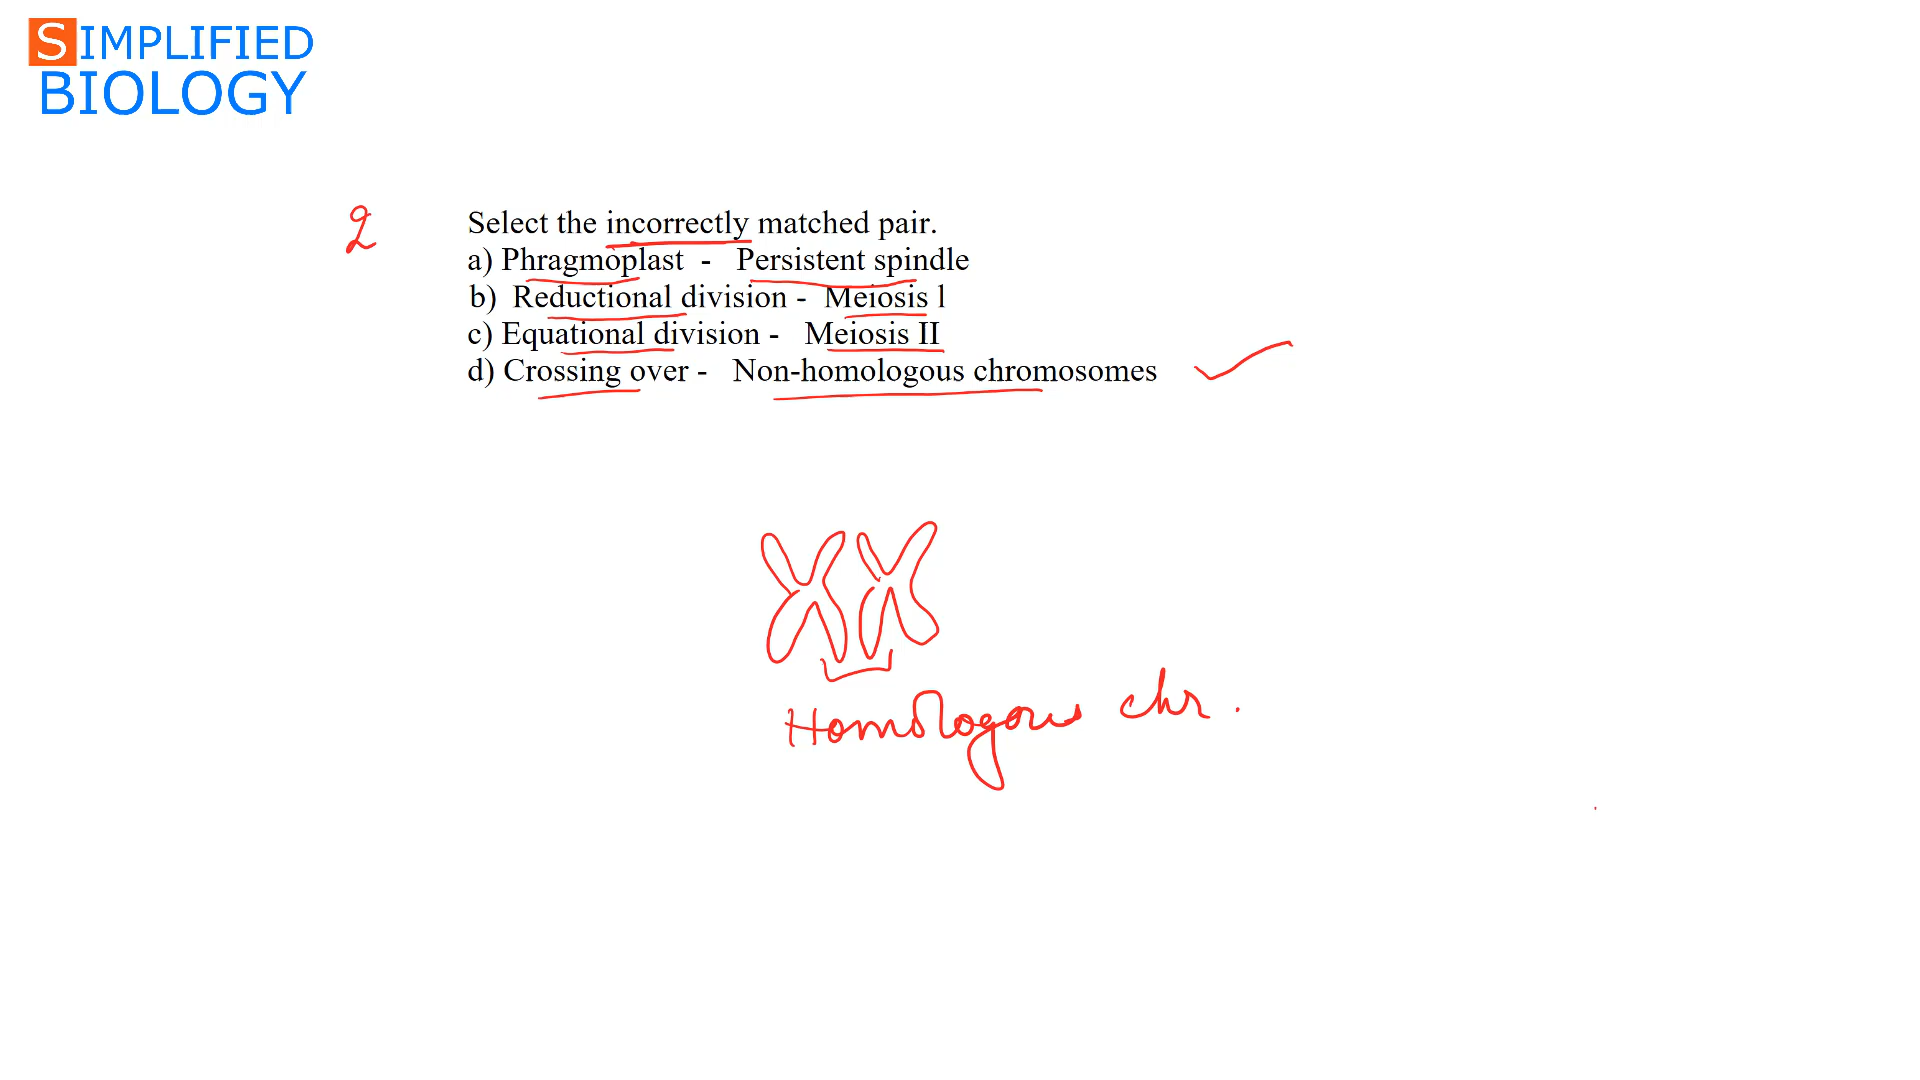 SIMPLIFIED
BIOLOGY
2
Select the incorrectly matched pair.
a) Phragmoplast - Persistent spindle
b) Reductional division - Meiosis l
c) Equational division - Meiosis II
d) Crossing over - Non-homologous chromosomes
Homologous chr.